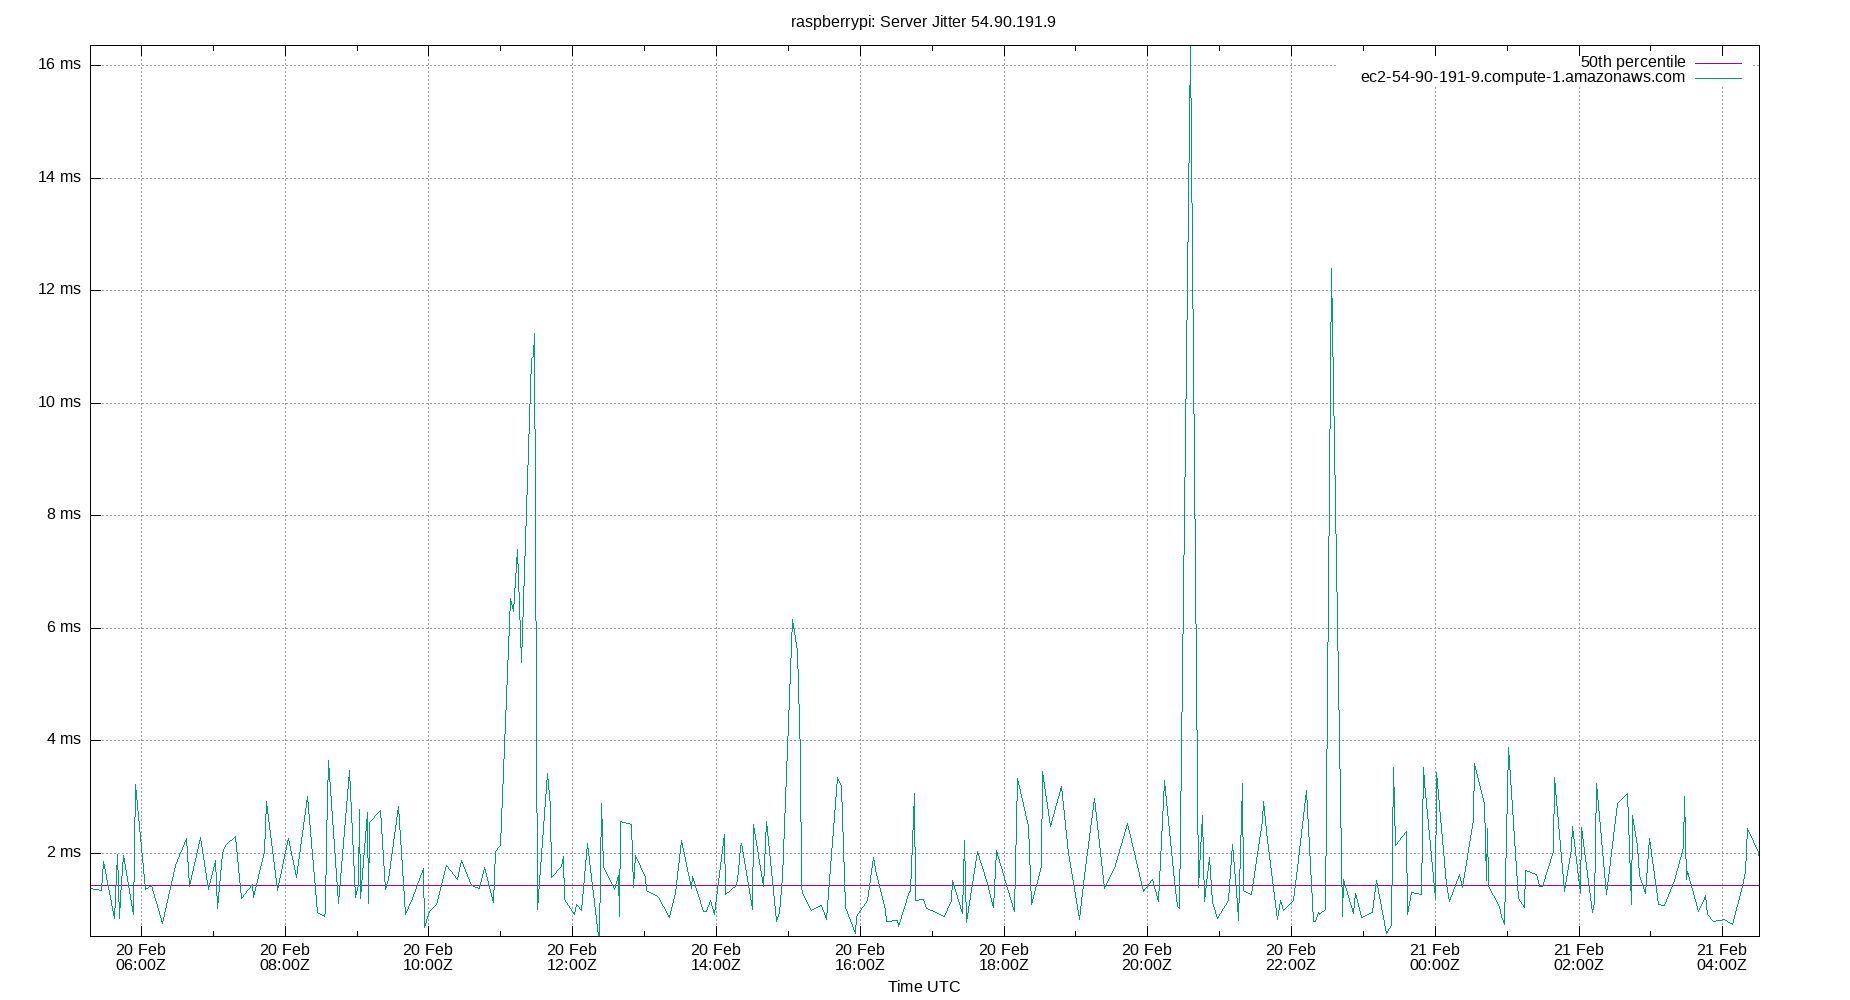 raspberrypi: Server Jitter 54.90.191.9
16 ms
14 ms
12 ms
10 ms
8 ms
6 ms
4 ms
2 ms
50th percentile
ec2-54-90-191-9.compute-1.amazonaws.com
20 Feb
06:00Z
20 Feb
08:00Z
20 Feb
10:00Z
20 Feb
12:00Z
20 Feb
14:00Z
20 Feb
16:00Z
20 Feb
18:00Z
20 Feb
20:00Z
20 Feb
22:00Z
21 Feb
00:00Z
21 Feb
02:00Z
21 Feb
04:00Z
Time UTC